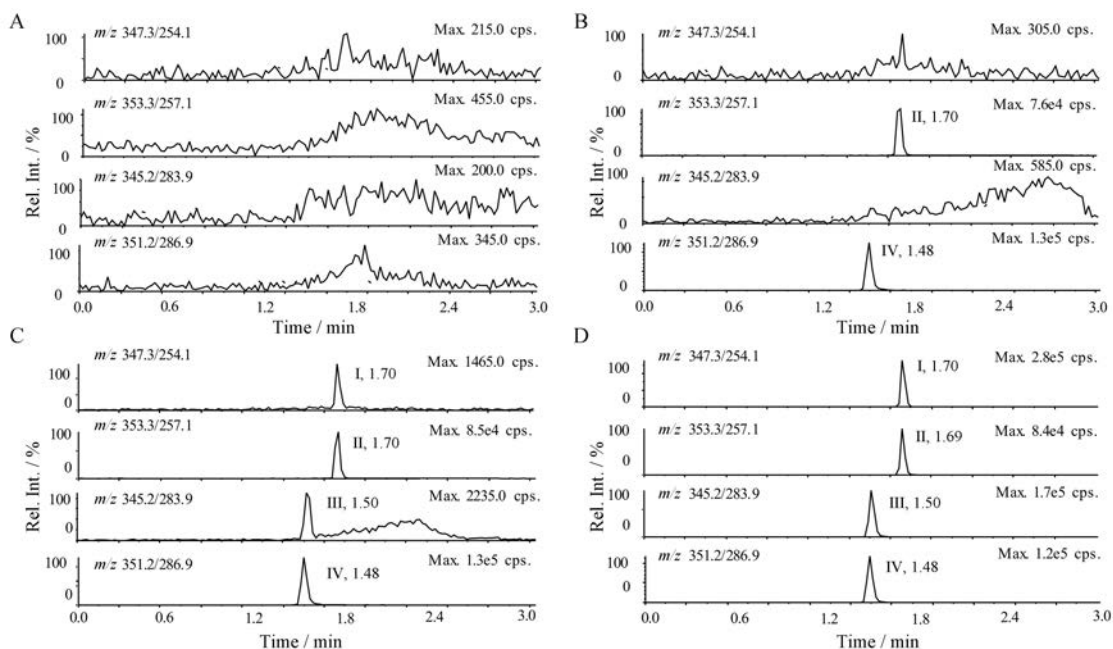 A
Rel. Int. / %
m/z 347.3/254.1
Max. 215.0 cps.
100
0
m/z 353.3/257.1
Max. 455.0 cps.
100
0
m/z 345.2/283.9
Max. 200.0 cps.
100
0
m/z 351.2/286.9
Max. 345.0 cps.
100
0
0.0 0.6 1.2 1.8 2.4 3.0
Time / min
B
Rel. Int. / %
m/z 347.3/254.1
Max. 305.0 cps.
100
0
m/z 353.3/257.1
Max. 7.6e4 cps.
100
II, 1.70
0
m/z 345.2/283.9
Max. 585.0 cps.
100
0
m/z 351.2/286.9
Max. 1.3e5 cps.
100
IV, 1.48
0
0.0 0.6 1.2 1.8 2.4 3.0
Time / min
C
Rel. Int. / %
m/z 347.3/254.1
Max. 1465.0 cps.
100
I, 1.70
0
m/z 353.3/257.1
Max. 8.5e4 cps.
100
II, 1.70
0
m/z 345.2/283.9
Max. 2235.0 cps.
100
III, 1.50
0
m/z 351.2/286.9
Max. 1.3e5 cps.
100
IV, 1.48
0
0.0 0.6 1.2 1.8 2.4 3.0
Time / min
D
Rel. Int. / %
m/z 347.3/254.1
Max. 2.8e5 cps.
100
I, 1.70
0
m/z 353.3/257.1
Max. 8.4e4 cps.
100
II, 1.69
0
m/z 345.2/283.9
Max. 1.7e5 cps.
100
III, 1.50
0
m/z 351.2/286.9
Max. 1.2e5 cps.
100
IV, 1.48
0
0.0 0.6 1.2 1.8 2.4 3.0
Time / min